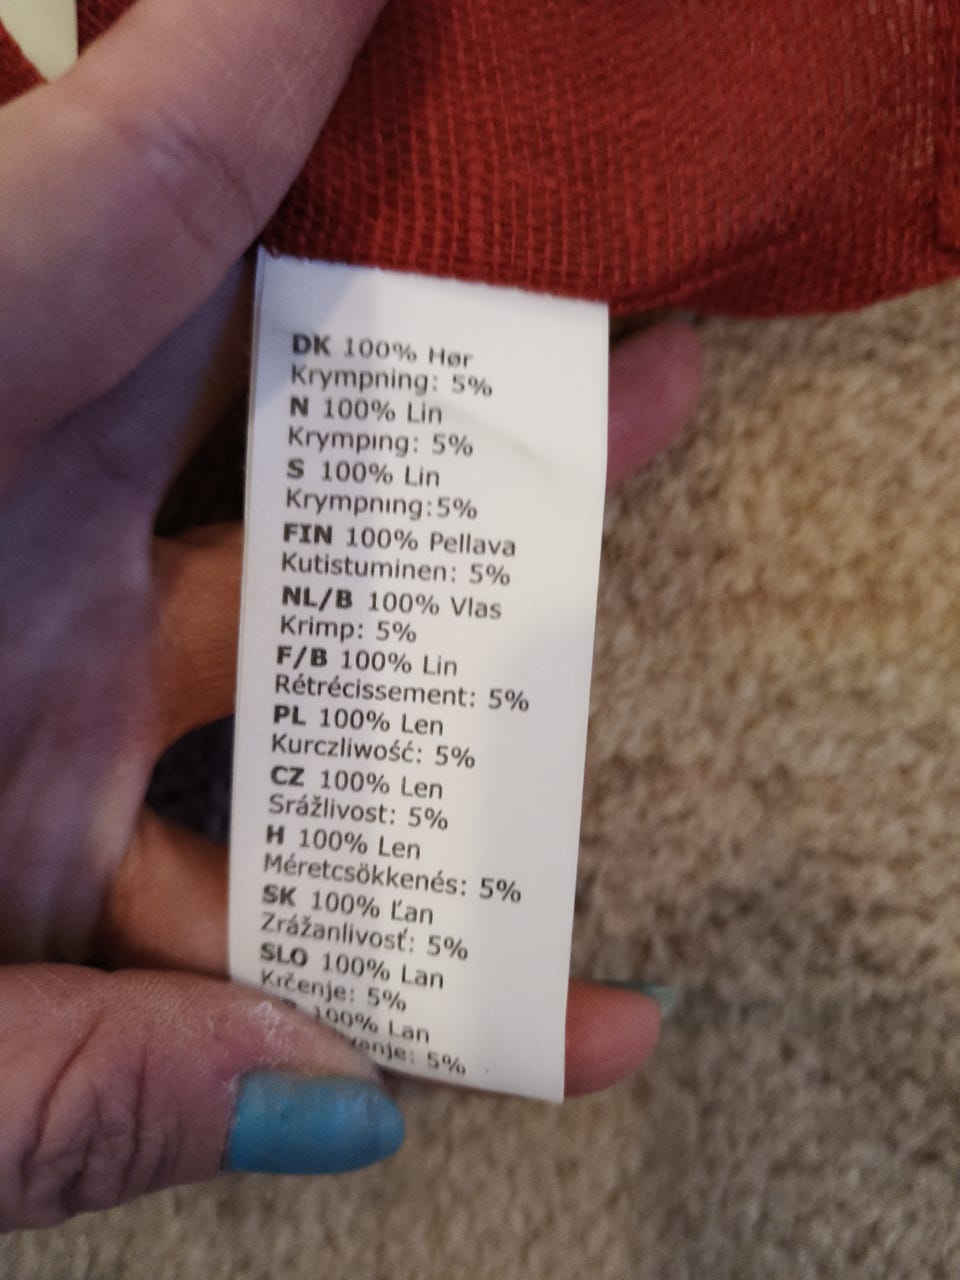 DK 100% Hør
Krympning: 5%
N 100% Lin
Krymping: 5%
S 100% Lin
Krympning:5%
FIN 100% Pellava
Kutistuminen: 5%
NL/B 100% Vlas
Krimp: 5%
F/B 100% Lin
Rétrécissement: 5%
PL 100% Len
Kurczliwość: 5%
CZ 100% Len
Srážlivost: 5%
H 100% Len
Méretcsökkenés: 5%
SK 100% Ľan
Zrážanlivosť: 5%
SLO 100% Lan
Krčenje: 5%
100% Lan
5%